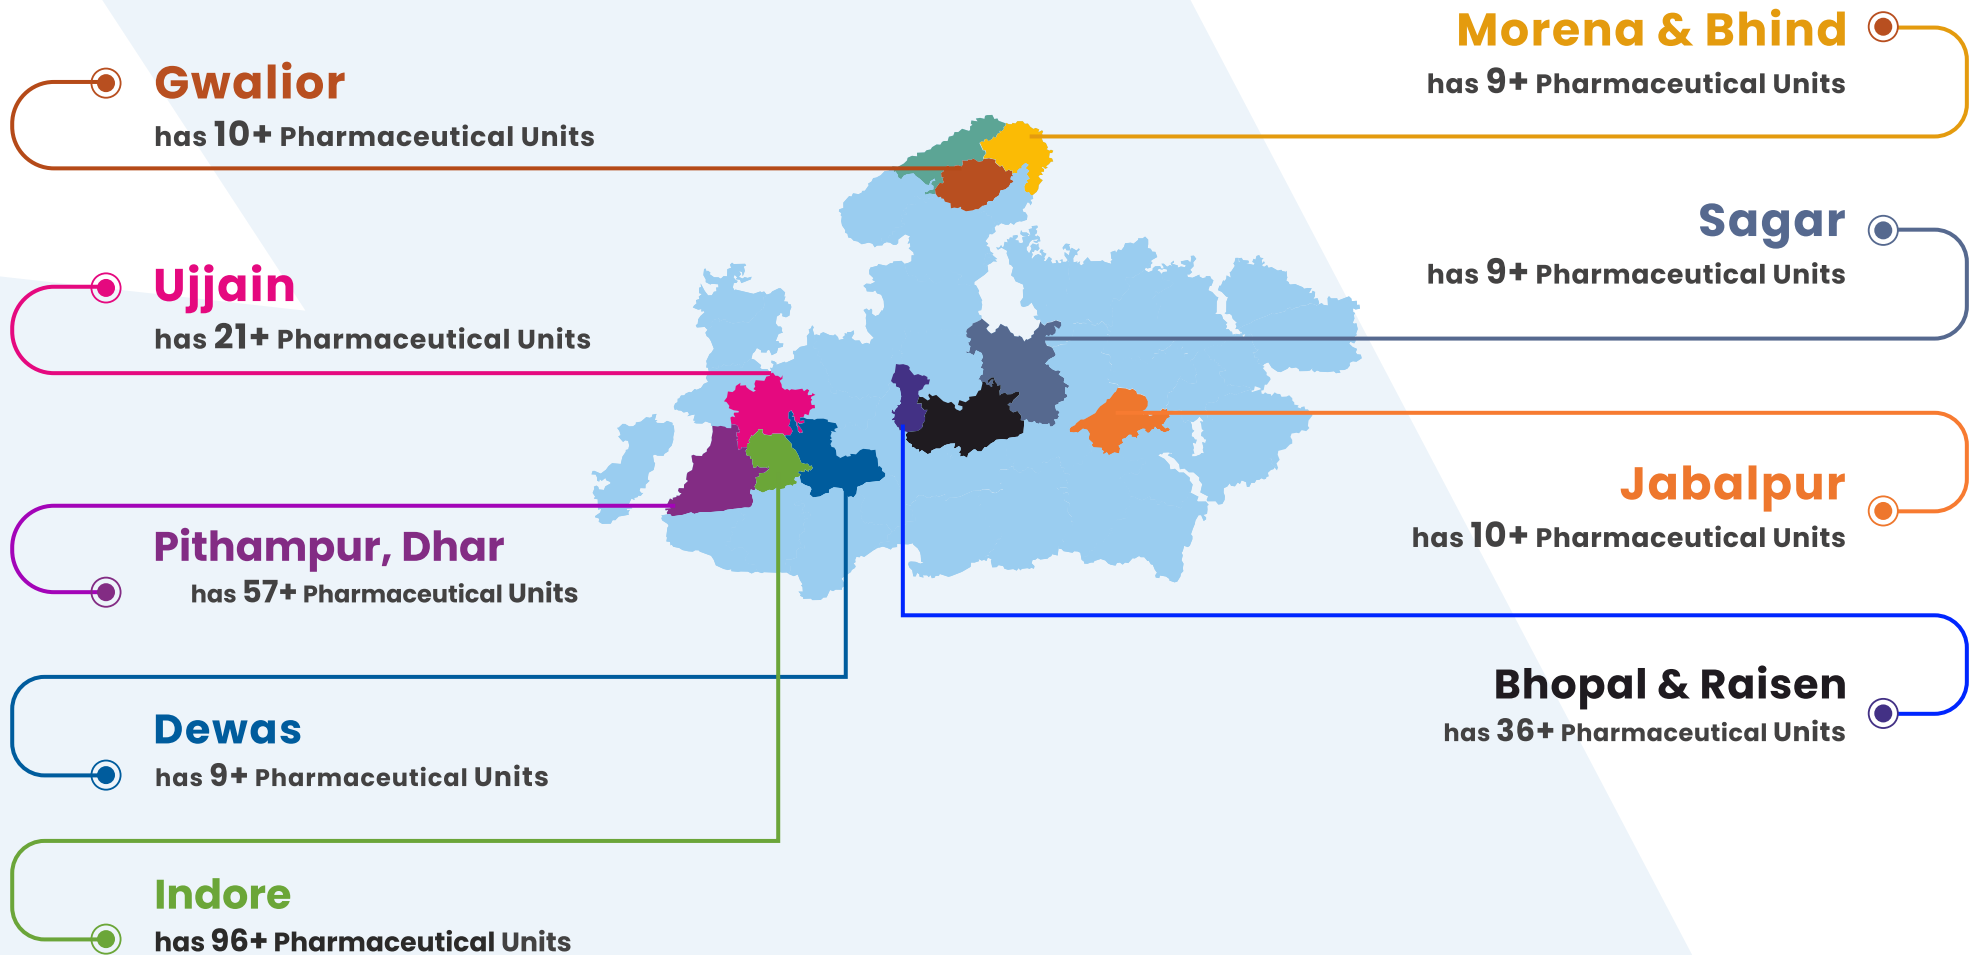 Gwalior
has 10+ Pharmaceutical Units
Ujjain
has 21+ Pharmaceutical Units
Pithampur, Dhar
has 57+ Pharmaceutical Units
Dewas
has 9+ Pharmaceutical Units
Indore
has 96+ Pharmaceutical Units
Morena & Bhind
has 9+ Pharmaceutical Units
Sagar
has 9+ Pharmaceutical Units
Jabalpur
has 10+ Pharmaceutical Units
Bhopal & Raisen
has 36+ Pharmaceutical Units